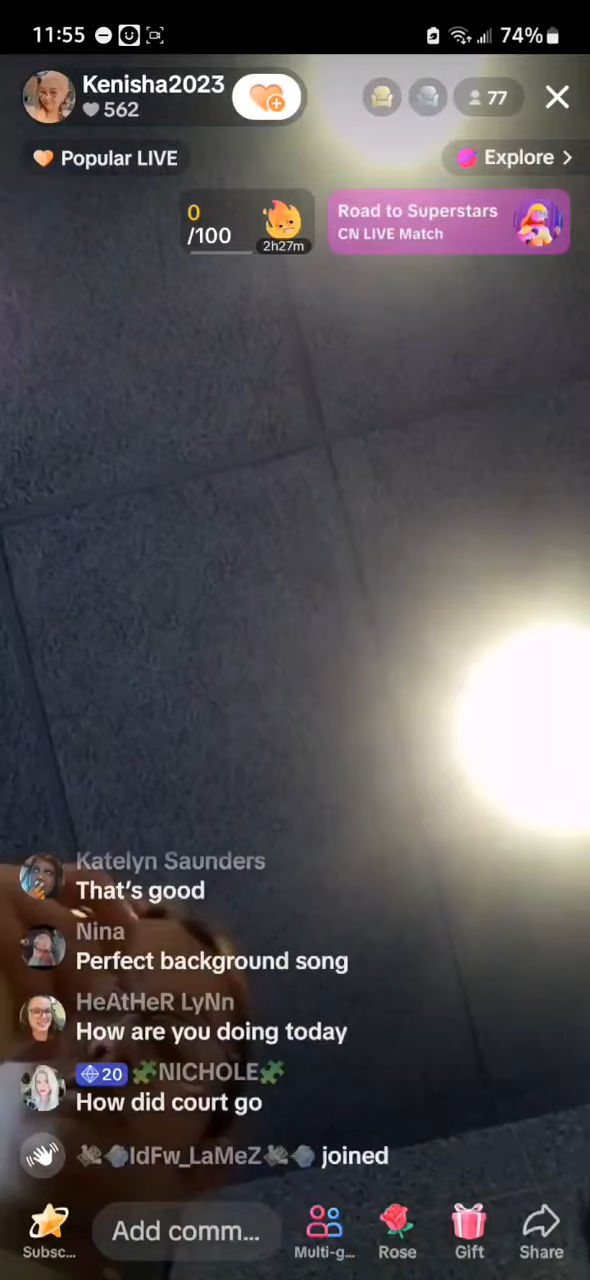 11:55 74%
Kenisha2023
562
77
Popular LIVE
Explore >
0
/100
2h27m
Road to Superstars
CN LIVE Match
Katelyn Saunders
That's good
Nina
Perfect background song
HeAtHeR LyNn
How are you doing today
20 🧩NICHOLE🧩
How did court go
IdFw_LaMeZ joined
Subsc...
Add comm...
Multi-g...
Rose
Gift
Share